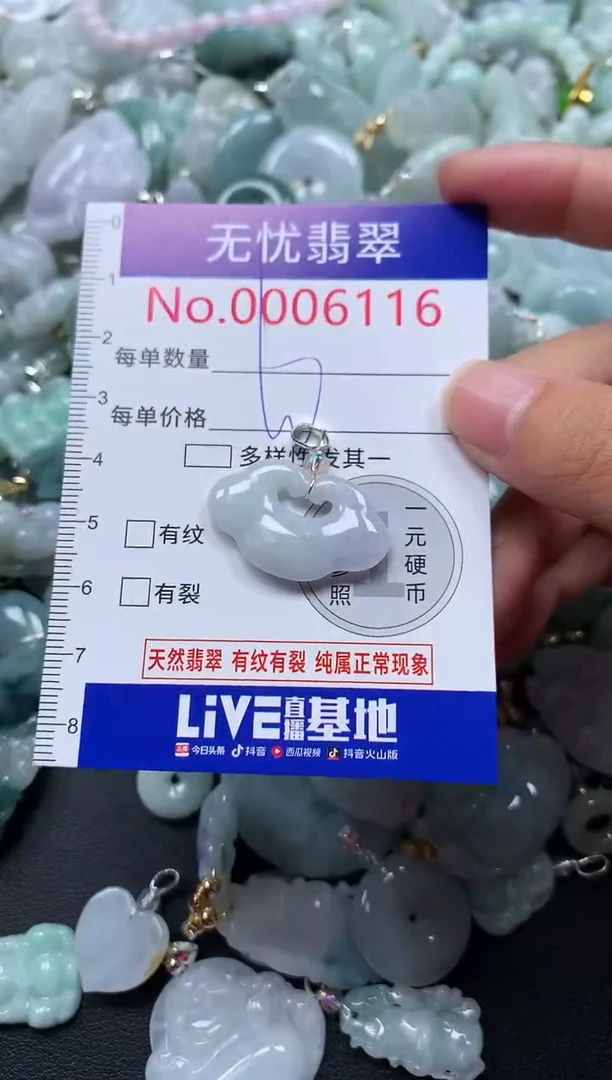 0
无忧翡翠
1
No.0006116
2
每单数量
3
每单价格
4
多样性发其一
5
有纹
一元硬币
6
有裂
照
7
天然翡翠 有纹有裂 纯属正常现象
8
LiVE直播基地
今日头条 抖音 西瓜视频 抖音火山版